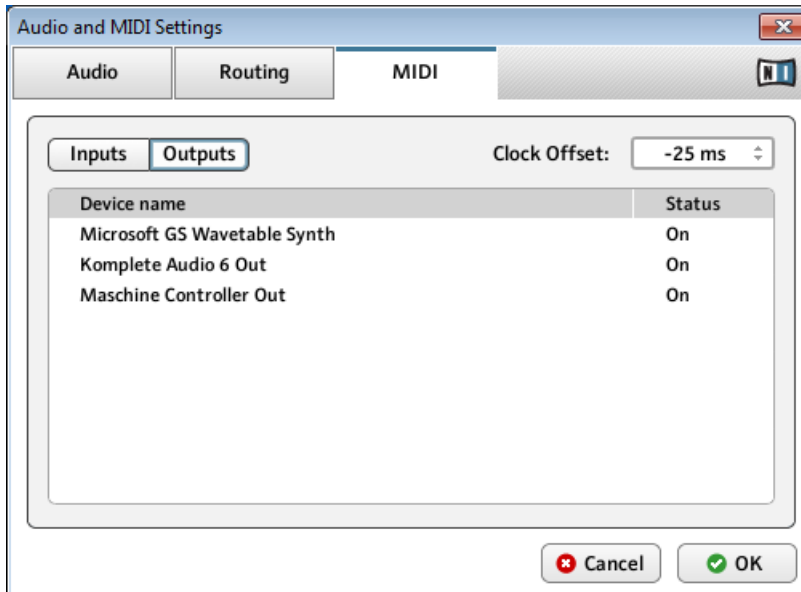 Audio and MIDI Settings
Audio Routing MIDI NI
Inputs Outputs Clock Offset: -25 ms
Device name Status
Microsoft GS Wavetable Synth On
Komplete Audio 6 Out On
Maschine Controller Out On
Cancel OK